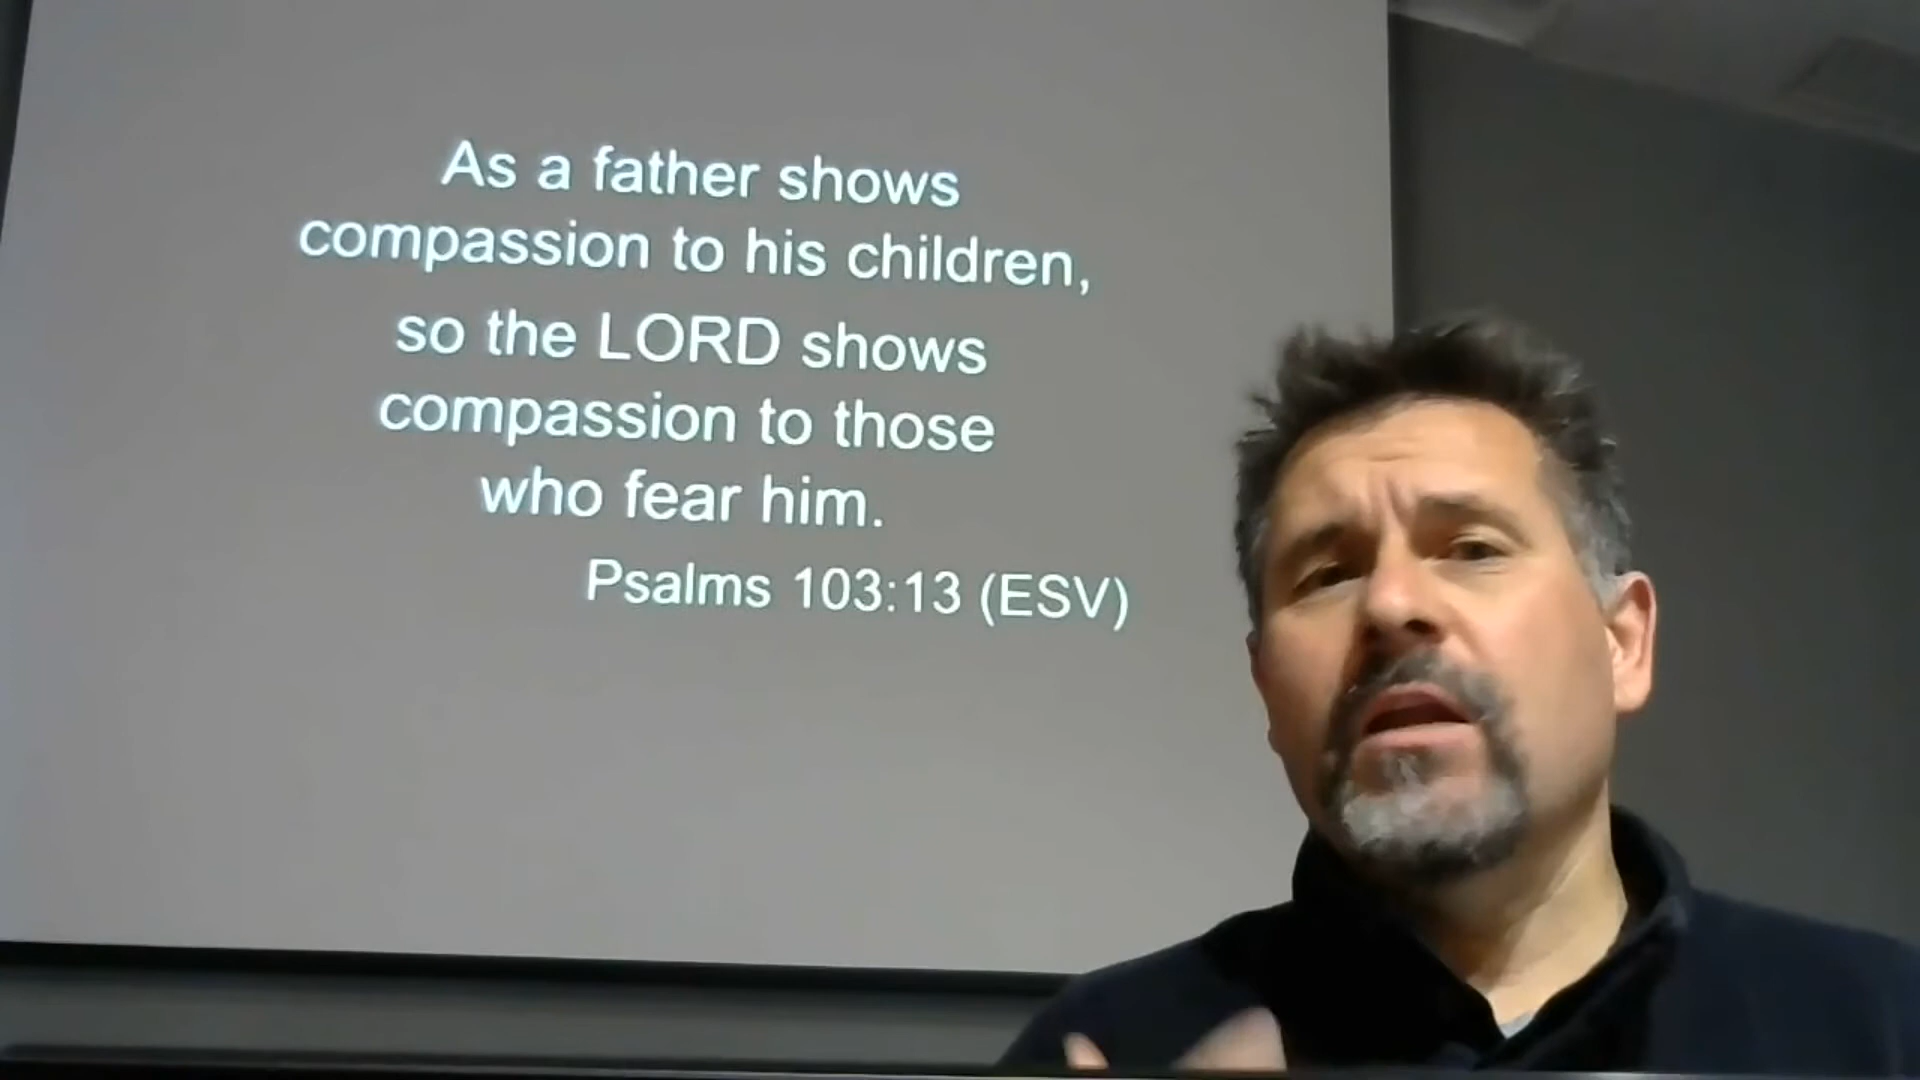 As a father shows
compassion to his children,
so the LORD shows
compassion to those
who fear him.
Psalms 103:13 (ESV)